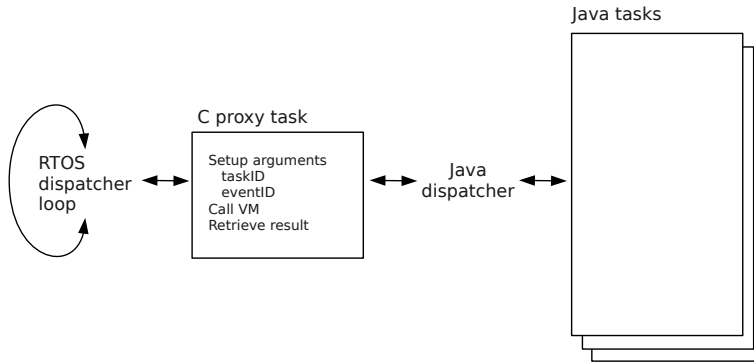 Java tasks
C proxy task
RTOS
dispatcher
loop
Setup arguments
taskID
eventID
Call VM
Retrieve result
Java
dispatcher